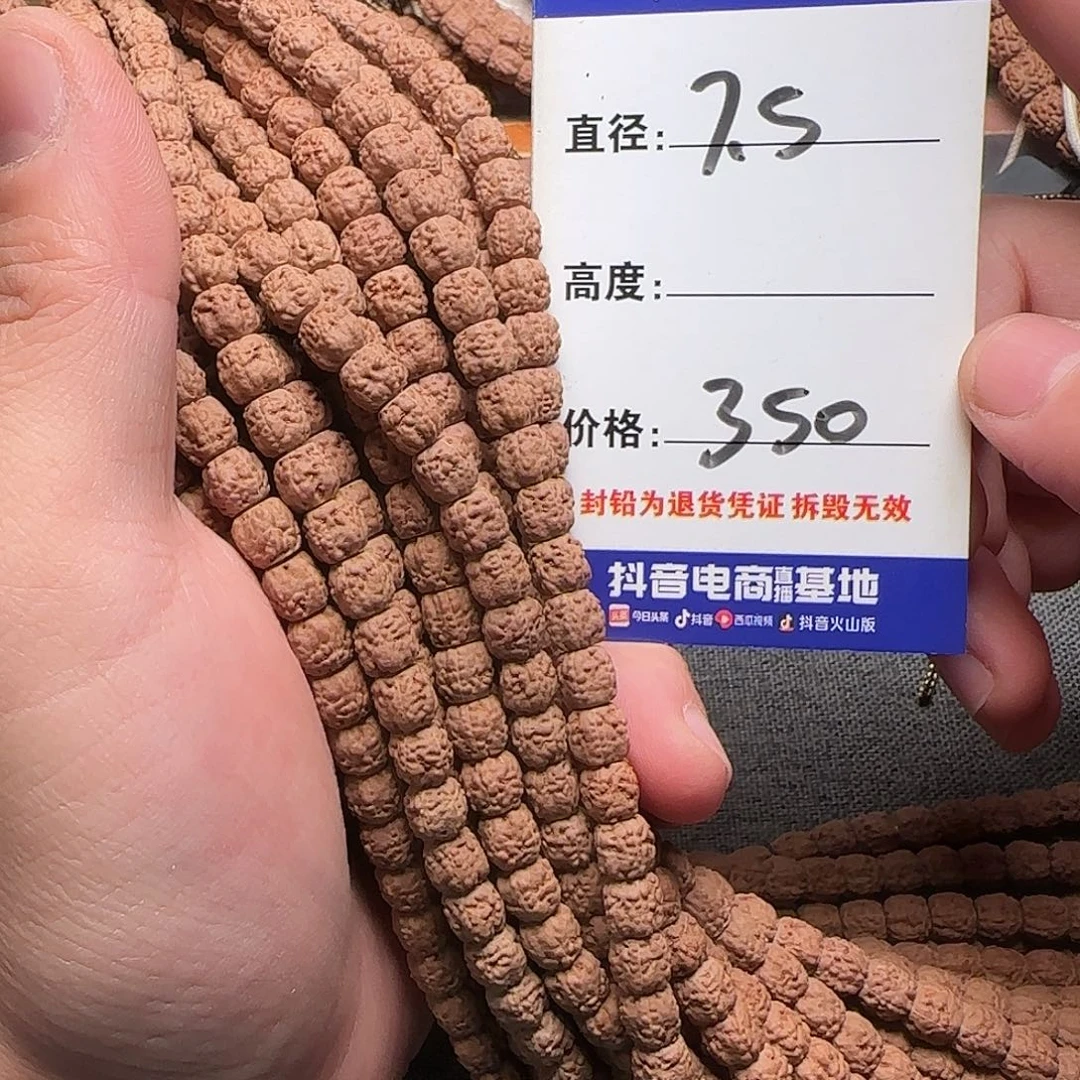 直径：7.5
高度：
价格：350
封铅为退货凭证 拆毁无效
抖音电商直播基地
头条 今日头条 抖音 西瓜视频 抖音火山版